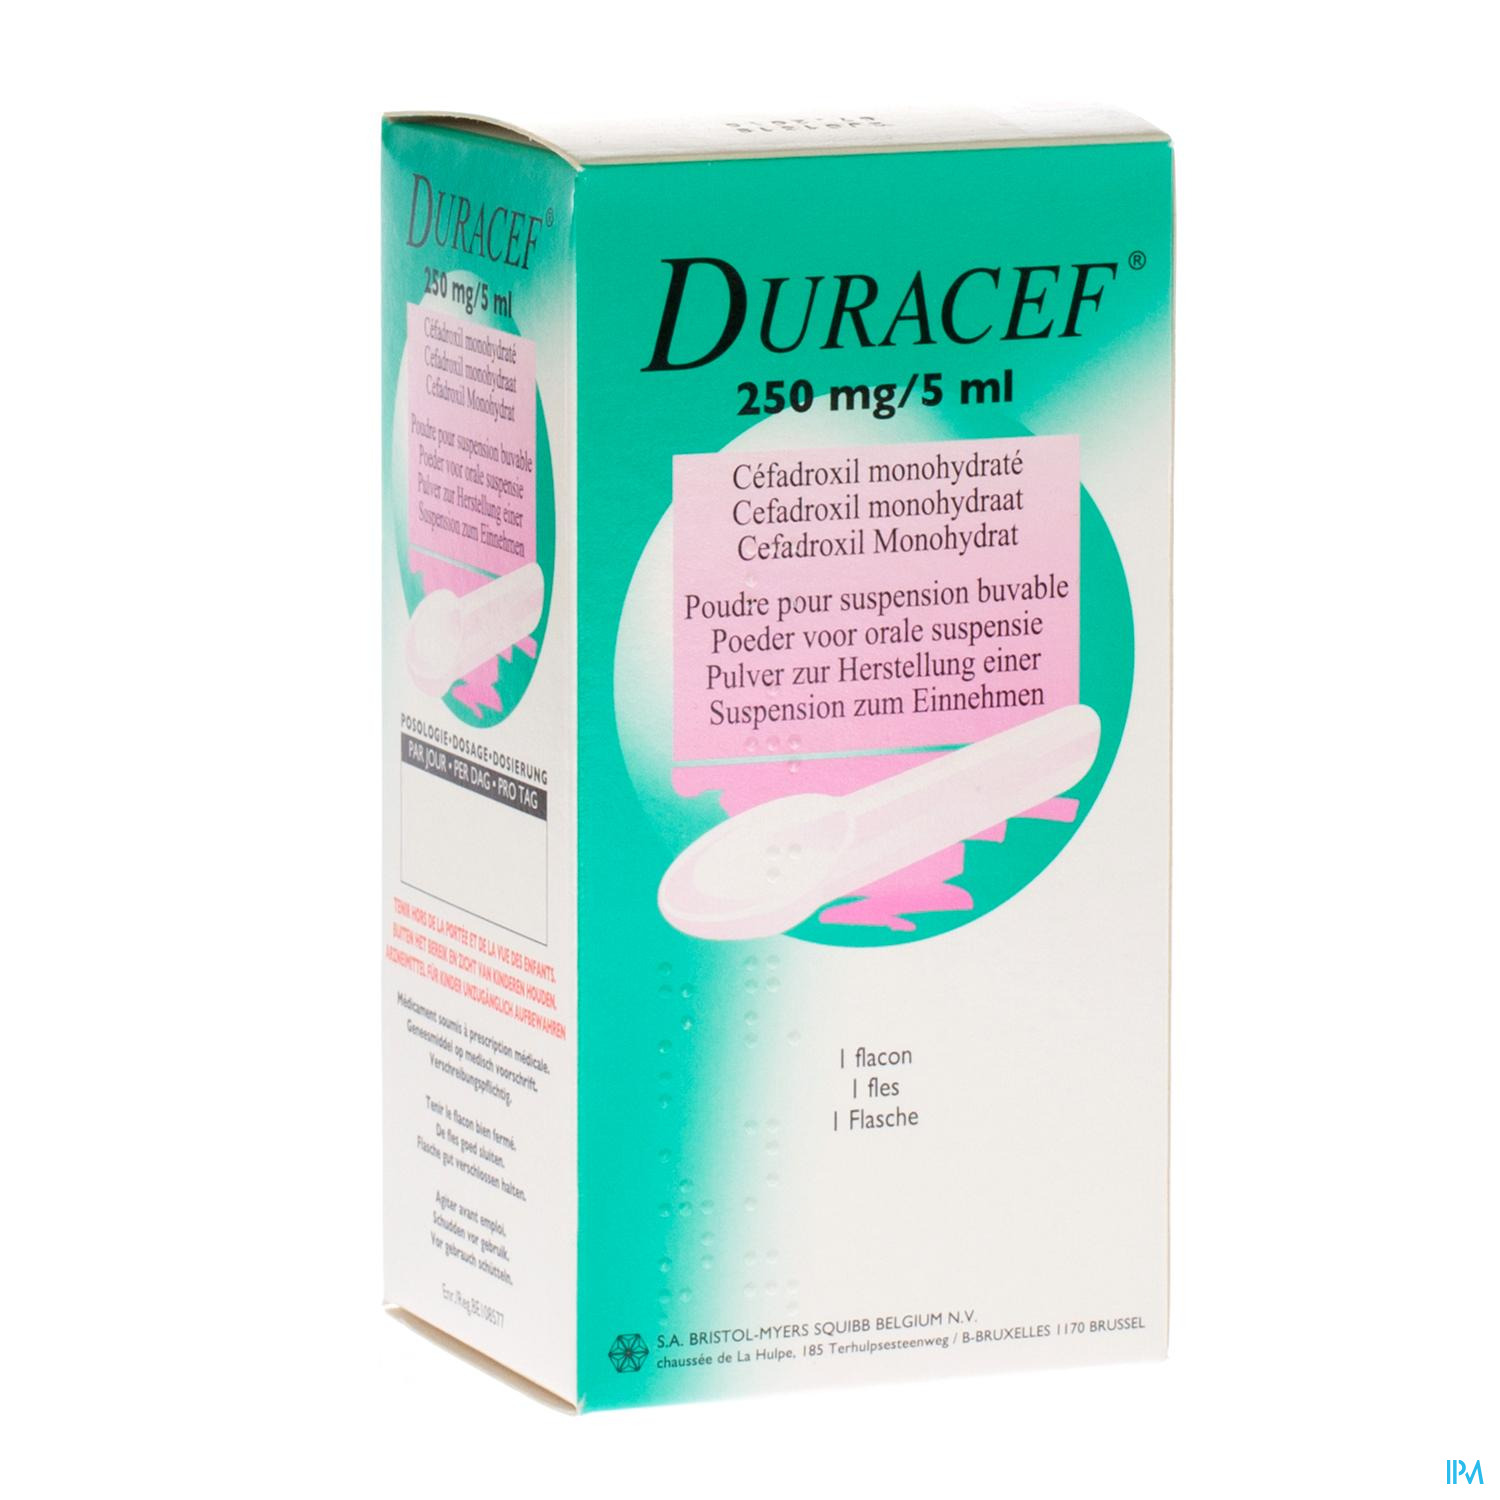 DURACEF®
250 mg/5 ml
Céfadroxil monohydraté
Cefadroxil monohydraat
Cefadroxil Monohydrat
Poudre pour suspension buvable
Poeder voor orale suspensie
Pulver zur Herstellung einer
Suspension zum Einnehmen
POSOLOGIE•DOSAGE•DOSIERUNG
PAR JOUR • PER DAG • PRO TAG
TENIR HORS DE LA PORTÉE ET DE LA VUE DES ENFANTS.
BUITEN HET BEREIK EN ZICHT VAN KINDEREN HOUDEN.
ARZNEIMITTEL FÜR KINDER UNZUGÄNGLICH AUFBEWAHREN
Médicament soumis à prescription médicale.
Geneesmiddel op medisch voorschrift.
Verschreibungspflichtig.
Tenir le flacon bien fermé.
De fles goed sluiten.
Flasche gut verschlossen halten.
Agiter avant emploi.
Schudden vor gebruik.
Vor gebrauch schütteln.
Enr./Reg.BE108577
DURACEF®
250 mg/5 ml
Céfadroxil monohydraté
Cefadroxil monohydraat
Cefadroxil Monohydrat
Poudre pour suspension buvable
Poeder voor orale suspensie
Pulver zur Herstellung einer
Suspension zum Einnehmen
1 flacon
1 fles
1 Flasche
S.A. BRISTOL-MYERS SQUIBB BELGIUM N.V.
chaussée de La Hulpe, 185 Terhulpsesteenweg / B-BRUXELLES 1170 BRUSSEL
IPM